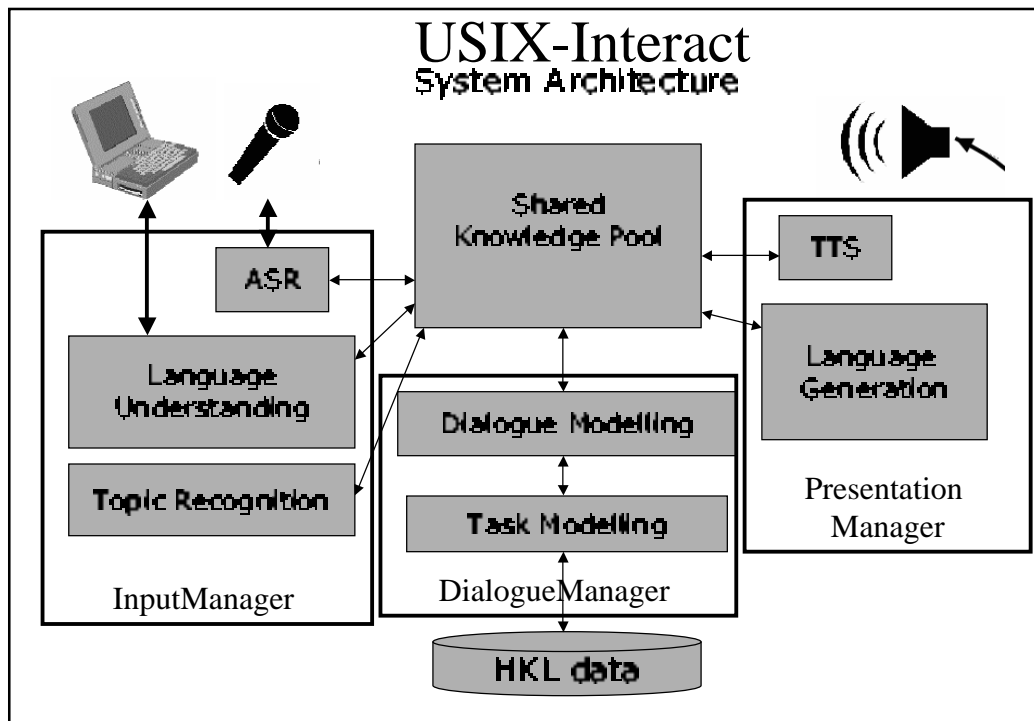 USIX-Interact
System Architecture
Shared
Knowledge Pool
ASR
TTS
Language
Understanding
Language
Generation
Dialogue Modelling
Topic Recognition
Task Modelling
Presentation
Manager
InputManager
DialogueManager
HKL data